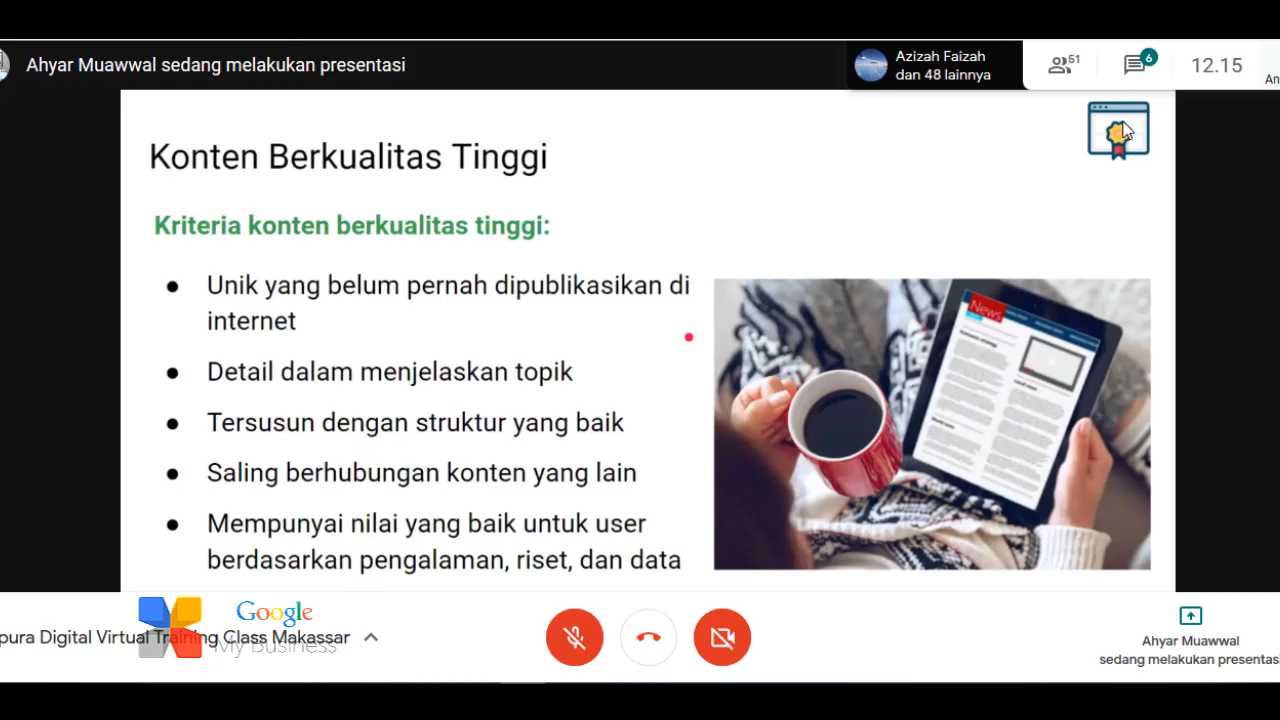 Ahyar Muawwal sedang melakukan presentasi
Azizah Faizah
dan 48 lainnya
51
6
12.15
An
Konten Berkualitas Tinggi
Kriteria konten berkualitas tinggi:
● Unik yang belum pernah dipublikasikan di
internet
● Detail dalam menjelaskan topik
● Tersusun dengan struktur yang baik
● Saling berhubungan konten yang lain
● Mempunyai nilai yang baik untuk user
berdasarkan pengalaman, riset, dan data
News
Google
My Business
pura Digital Virtual Training Class Makassar
Ahyar Muawwal
sedang melakukan presentasi